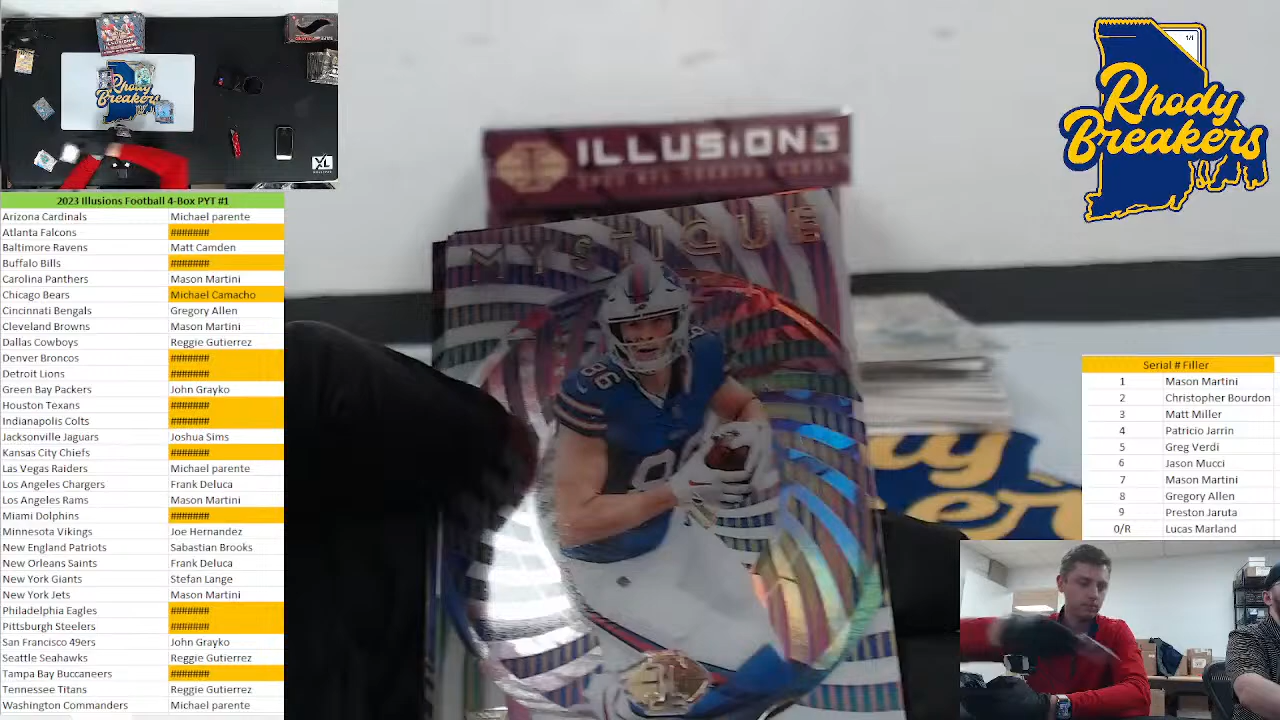 2023 Illusions Football 4-Box PYT #1
Arizona Cardinals Michael parente
Atlanta Falcons #######
Baltimore Ravens Matt Camden
Buffalo Bills #######
Carolina Panthers Mason Martini
Chicago Bears Michael Camacho
Cincinnati Bengals Gregory Allen
Cleveland Browns Mason Martini
Dallas Cowboys Reggie Gutierrez
Denver Broncos #######
Detroit Lions #######
Green Bay Packers John Grayko
Houston Texans #######
Indianapolis Colts #######
Jacksonville Jaguars Joshua Sims
Kansas City Chiefs #######
Las Vegas Raiders Michael parente
Los Angeles Chargers Frank Deluca
Los Angeles Rams Mason Martini
Miami Dolphins #######
Minnesota Vikings Joe Hernandez
New England Patriots Sabastian Brooks
New Orleans Saints Frank Deluca
New York Giants Stefan Lange
New York Jets Mason Martini
Philadelphia Eagles #######
Pittsburgh Steelers #######
San Francisco 49ers John Grayko
Seattle Seahawks Reggie Gutierrez
Tampa Bay Buccaneers #######
Tennessee Titans Reggie Gutierrez
Washington Commanders Michael parente
Rhody
Breakers
XL
ILLUSIONS
MYSTIQUE
86
86
1/1
Rhody
Breakers
Serial # Filler
1 Mason Martini
2 Christopher Bourdon
3 Matt Miller
4 Patricio Jarrin
5 Greg Verdi
6 Jason Mucci
7 Mason Martini
8 Gregory Allen
9 Preston Jaruta
0/R Lucas Marland